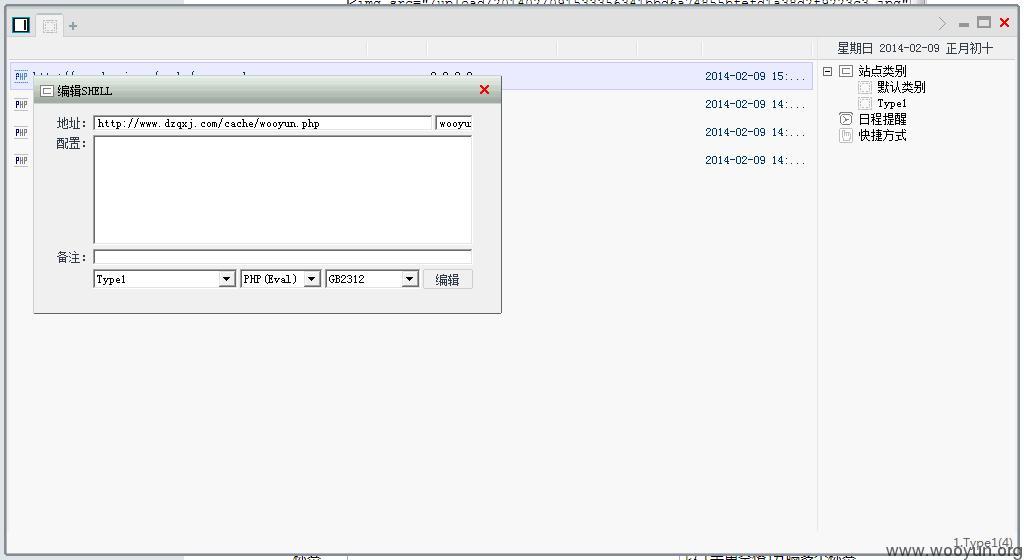 星期日 2014-02-09 正月初十
PHP
2014-02-09 15:...
PHP
2014-02-09 14:...
PHP
2014-02-09 14:...
PHP
2014-02-09 14:...
编辑SHELL
地址: http://www.dzqxj.com/cache/wooyun.php wooyu
配置:
备注:
Type1 PHP(Eval) GB2312 编辑
站点类别
默认类别
Type1
日程提醒
快捷方式
1.Type1(4)
www.wooyun.org